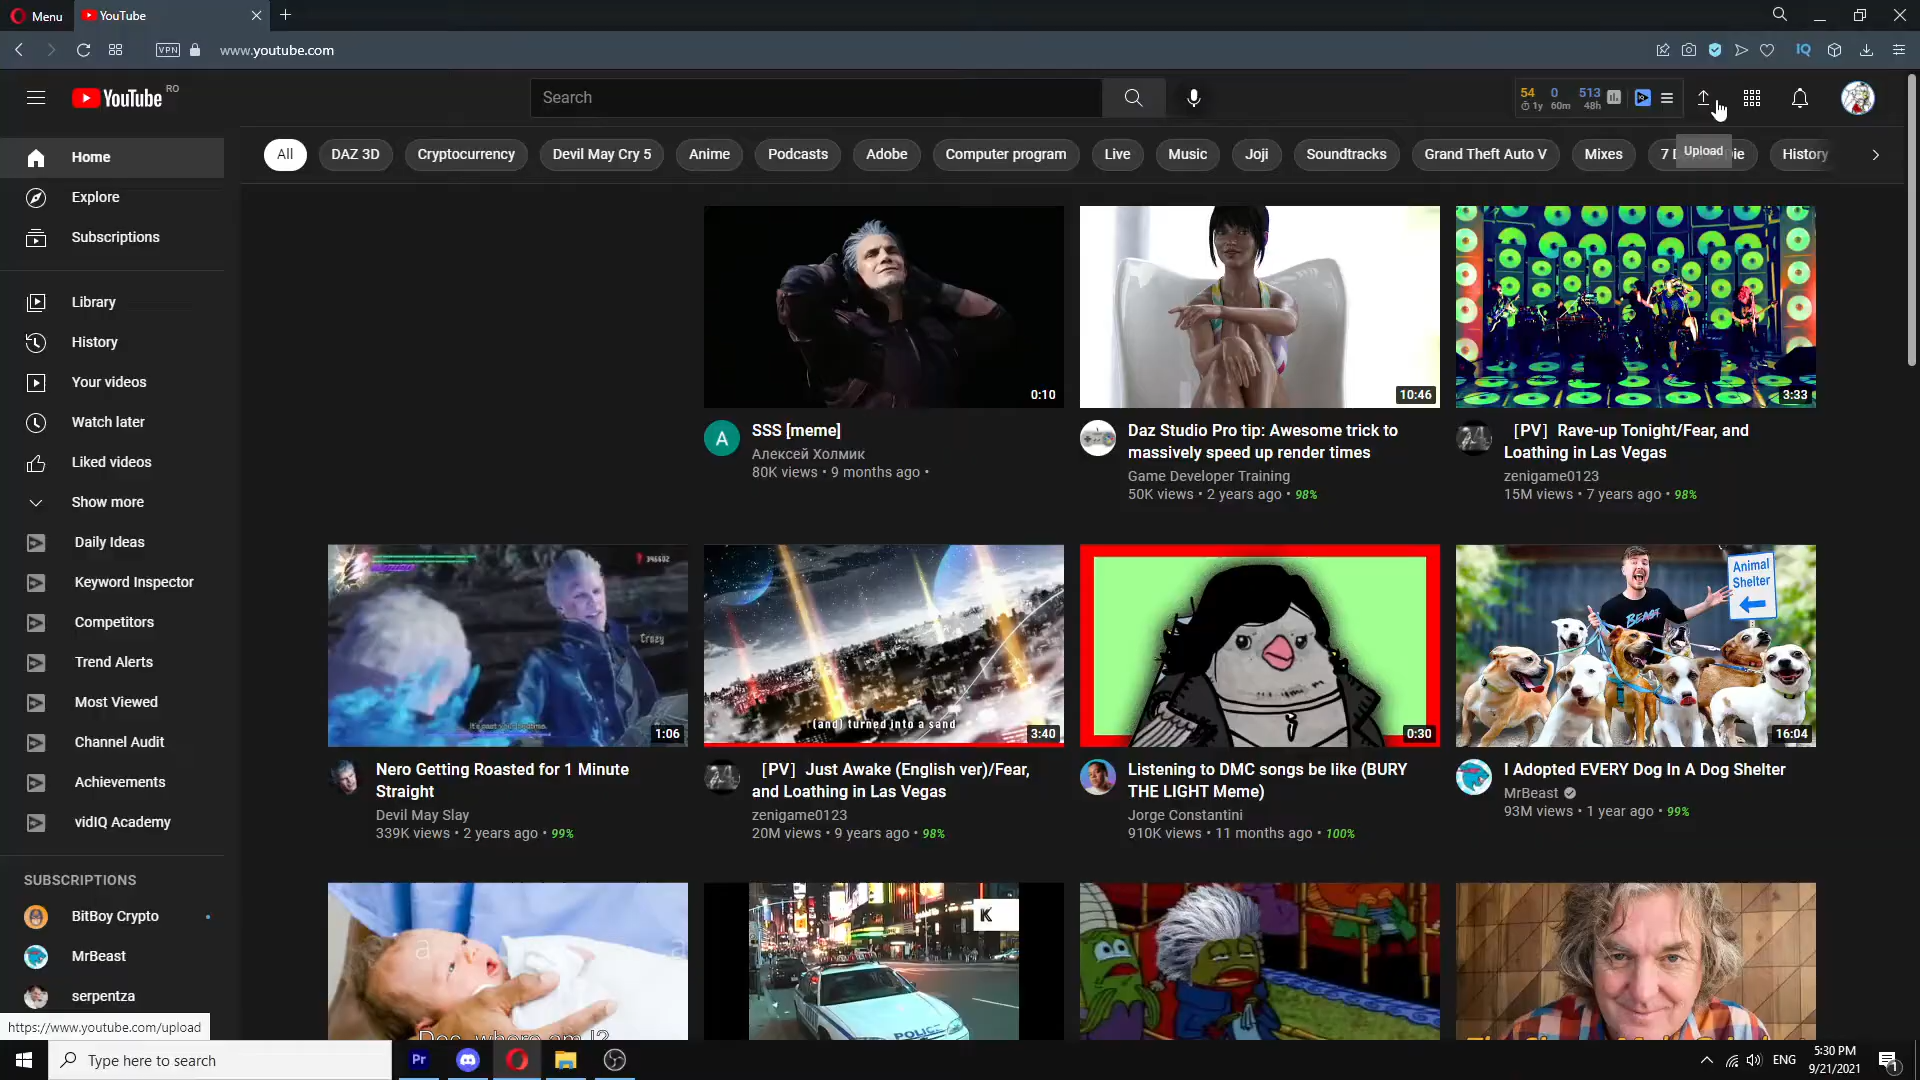 Menu
YouTube
VPN
www.youtube.com
IQ
YouTube RO
Search
54 0 513
1y 60m 48h
Upload
All
DAZ 3D
Cryptocurrency
Devil May Cry 5
Anime
Podcasts
Adobe
Computer program
Live
Music
Joji
Soundtracks
Grand Theft Auto V
Mixes
History
Home
Explore
Subscriptions
Library
History
Your videos
Watch later
Liked videos
Show more
Daily Ideas
Keyword Inspector
Competitors
Trend Alerts
Most Viewed
Channel Audit
Achievements
vidIQ Academy
SUBSCRIPTIONS
BitBoy Crypto
MrBeast
serpentza
https://www.youtube.com/upload
0:10
A
SSS [meme]
Алексей Холмик
80K views • 9 months ago •
10:46
Daz Studio Pro tip: Awesome trick to
massively speed up render times
Game Developer Training
50K views • 2 years ago • 98%
3:33
［PV］Rave-up Tonight/Fear, and
Loathing in Las Vegas
zenigame0123
15M views • 7 years ago • 98%
Crazy
1:06
Nero Getting Roasted for 1 Minute
Straight
Devil May Slay
339K views • 2 years ago • 99%
(and) turned into a sand
3:40
［PV］Just Awake (English ver)/Fear,
and Loathing in Las Vegas
zenigame0123
20M views • 9 years ago • 98%
0:30
Listening to DMC songs be like (BURY
THE LIGHT Meme)
Jorge Constantini
910K views • 11 months ago • 100%
Animal
Shelter
BEAST
16:04
I Adopted EVERY Dog In A Dog Shelter
MrBeast
93M views • 1 year ago • 99%
K
POLICE
Type here to search
Pr
ENG
5:30 PM
9/21/2021
1